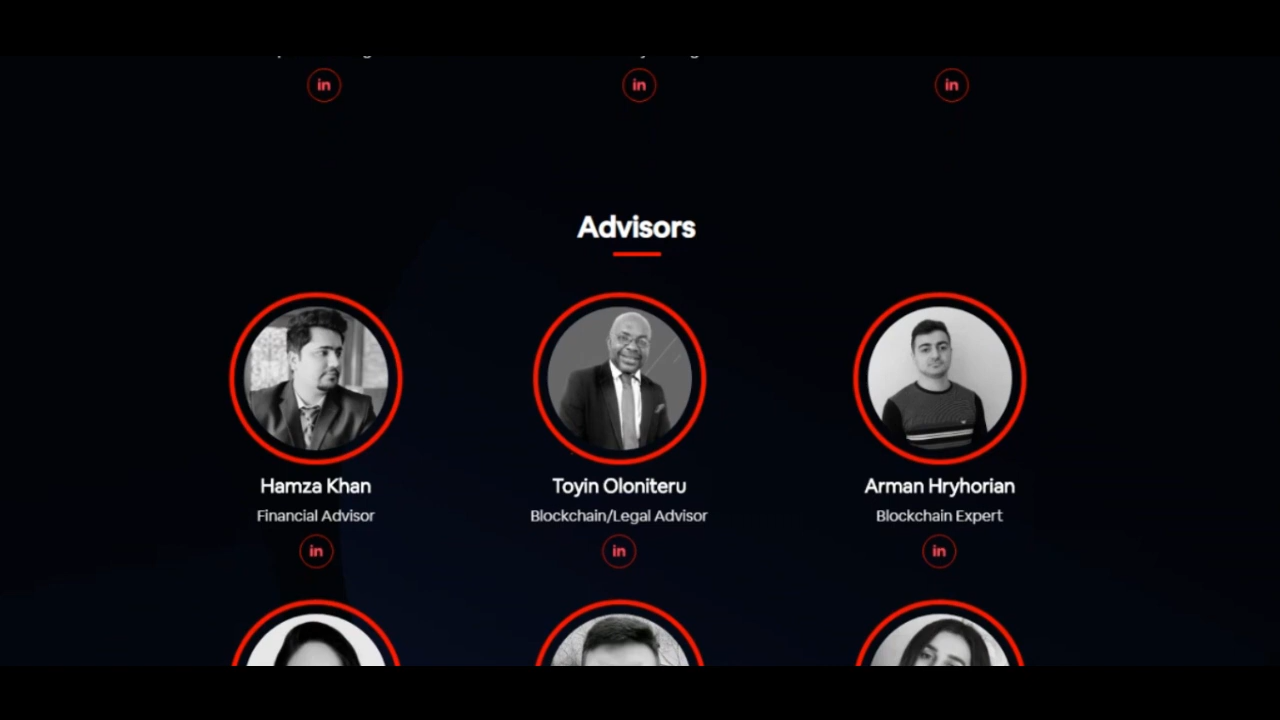 in in in
Advisors
Hamza Khan Toyin Oloniteru Arman Hryhorian
Financial Advisor Blockchain/Legal Advisor Blockchain Expert
in in in